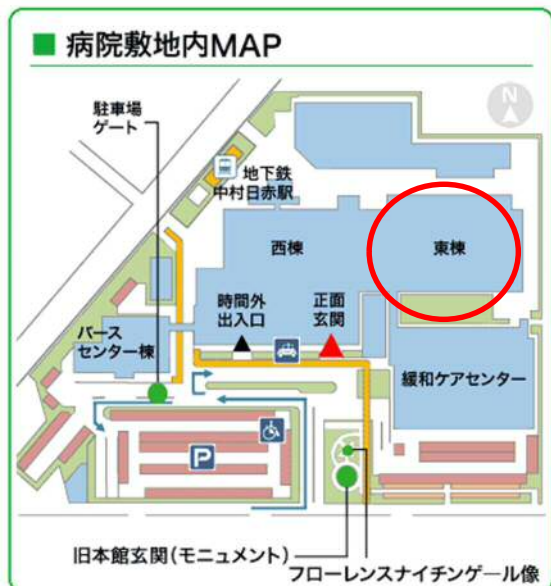 病院敷地内MAP
駐車場
ゲート
N
地下鉄
中村日赤駅
西棟
東棟
時間外
出入口
正面
玄関
バース
センター棟
緩和ケアセンター
P
旧本館玄関(モニュメント)
フローレンスナイチンゲール像